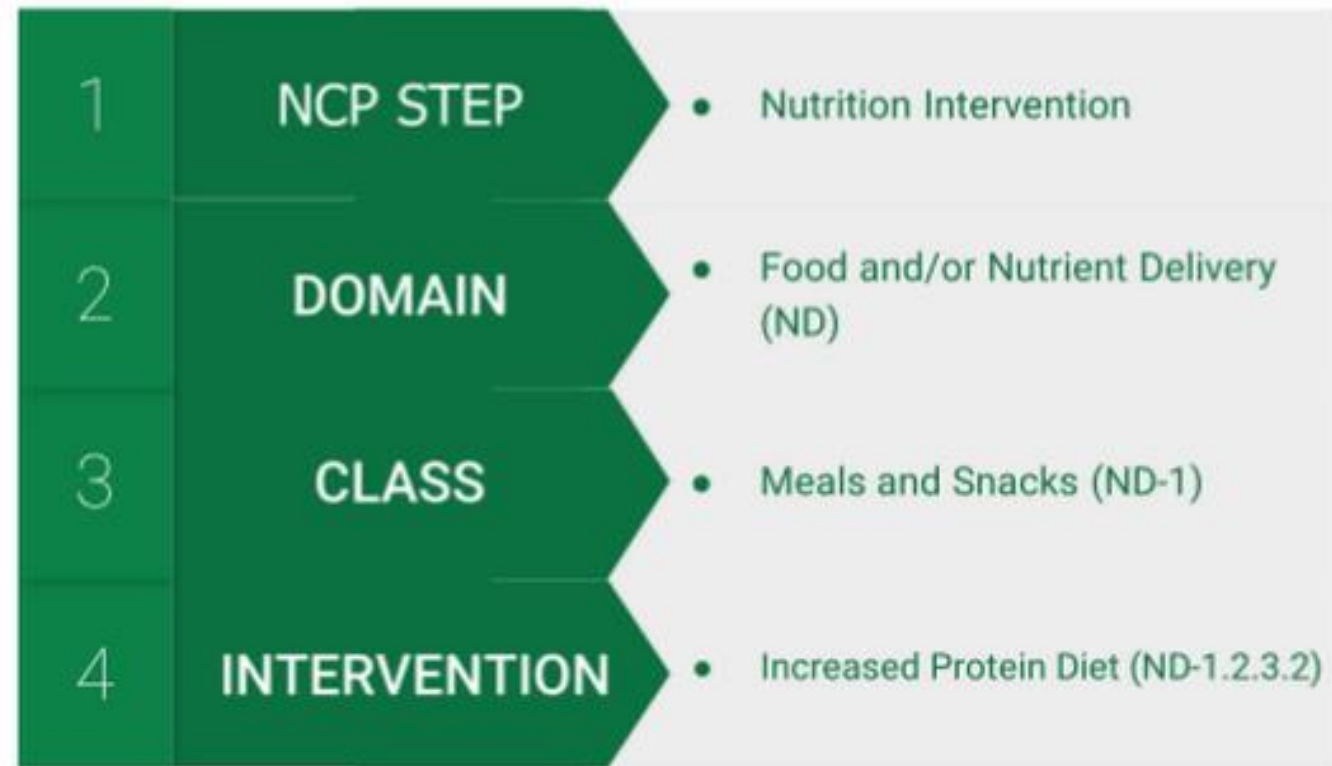 1 NCP STEP • Nutrition Intervention
2 DOMAIN • Food and/or Nutrient Delivery
(ND)
3 CLASS • Meals and Snacks (ND-1)
4 INTERVENTION • Increased Protein Diet (ND-1.2.3.2)